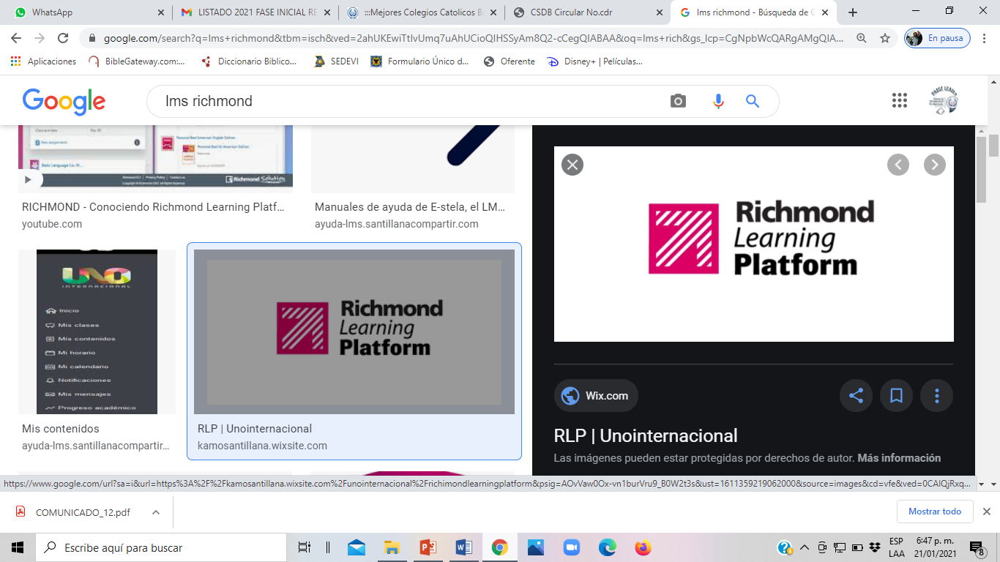 WhatsApp
LISTADO 2021 FASE INICIAL RE
:::Mejores Colegios Catolicos B
CSDB Circular No.cdr
lms richmond - Búsqueda de G
google.com/search?q=lms+richmond&tbm=isch&ved=2ahUKEwiTtIvUmq7uAhUCioQIHSSyAm8Q2-cCegQIABAA&oq=lms+rich&gs_lcp=CgNpbWcQARgAMgQIA...
En pausa
Aplicaciones
BibleGateway.com:...
Diccionario Biblico...
SEDEVI
Formulario Único d...
Oferente
Disney+ | Películas...
Google
lms richmond
Richmond Solution
RICHMOND - Conociendo Richmond Learning Platf...
youtube.com
Manuales de ayuda de E-stela, el LM...
ayuda-lms.santillanacompartir.com
UNO
INTERNACIONAL
Inicio
Mis clases
Mis contenidos
Mi horario
Mi calendario
Notificaciones
Mis mensajes
Progreso académico
Mis contenidos
ayuda-lms.santillanacompartir...
Richmond
Learning
Platform
RLP | Unointernacional
kamosantillana.wixsite.com
Richmond
Learning
Platform
Wix.com
RLP | Unointernacional
Las imágenes pueden estar protegidas por derechos de autor. Más información
https://www.google.com/url?sa=i&url=https%3A%2F%2Fkamosantillana.wixsite.com%2Funointernacional%2Frichimondlearningplatform&psig=AOvVaw0Ox-vn1burVru9_B0W2t3s&ust=1611359219062000&source=images&cd=vfe&ved=0CAIQjRxq...
COMUNICADO_12.pdf
Mostrar todo
Escribe aquí para buscar
ESP
LAA
6:47 p. m.
21/01/2021
8